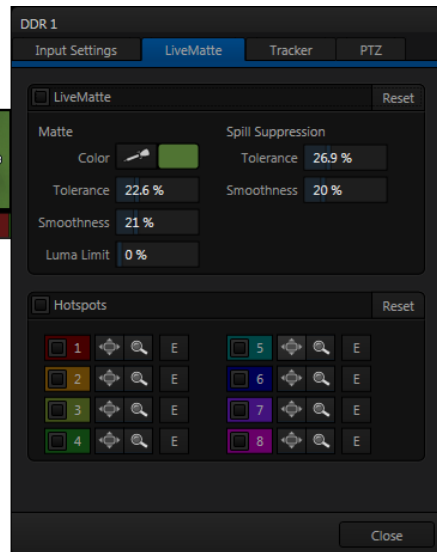 DDR 1
Input Settings LiveMatte Tracker PTZ
LiveMatte Reset
Matte Spill Suppression
Color Tolerance 26.9 %
Tolerance 22.6 % Smoothness 20 %
Smoothness 21 %
Luma Limit 0 %
Hotspots Reset
1 E 5 E
2 E 6 E
3 E 7 E
4 E 8 E
Close